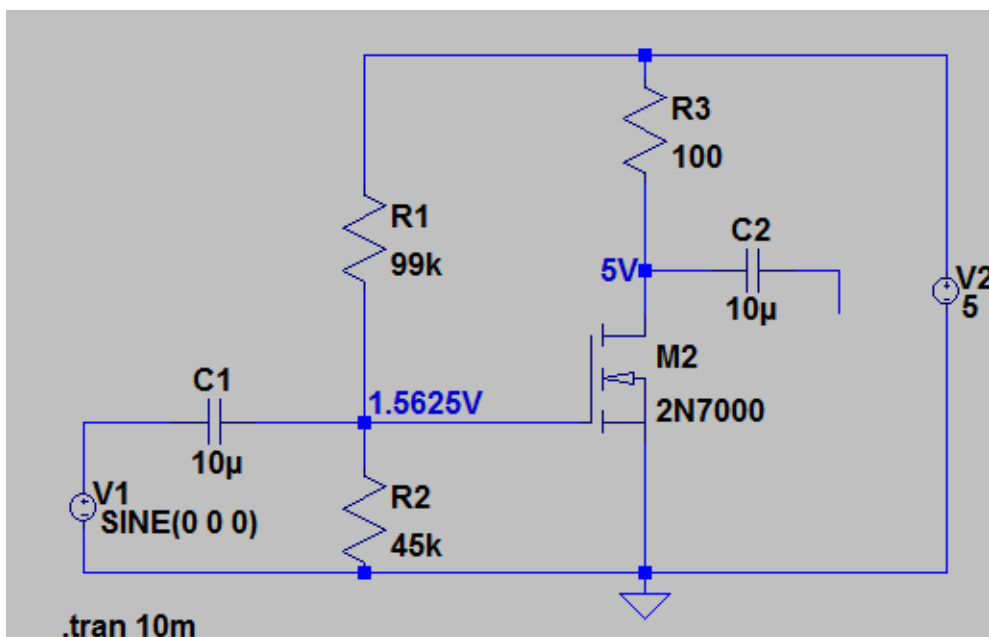 R3
100
R1
99k
C2
10µ
5V
V2
5
M2
2N7000
C1
10µ
1.5625V
V1
SINE(0 0 0)
R2
45k
.tran 10m